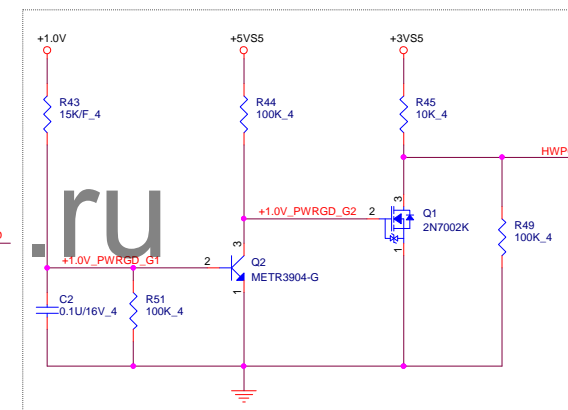 +1.0V
+5VS5
+3VS5
R43
15K/F_4
R44
100K_4
R45
10K_4
HWP
3
+1.0V_PWRGD_G2
2
Q1
2N7002K
R49
100K_4
1
.ru
+1.0V_PWRGD_G1
2
3
Q2
METR3904-G
1
C2
0.1U/16V_4
R51
100K_4